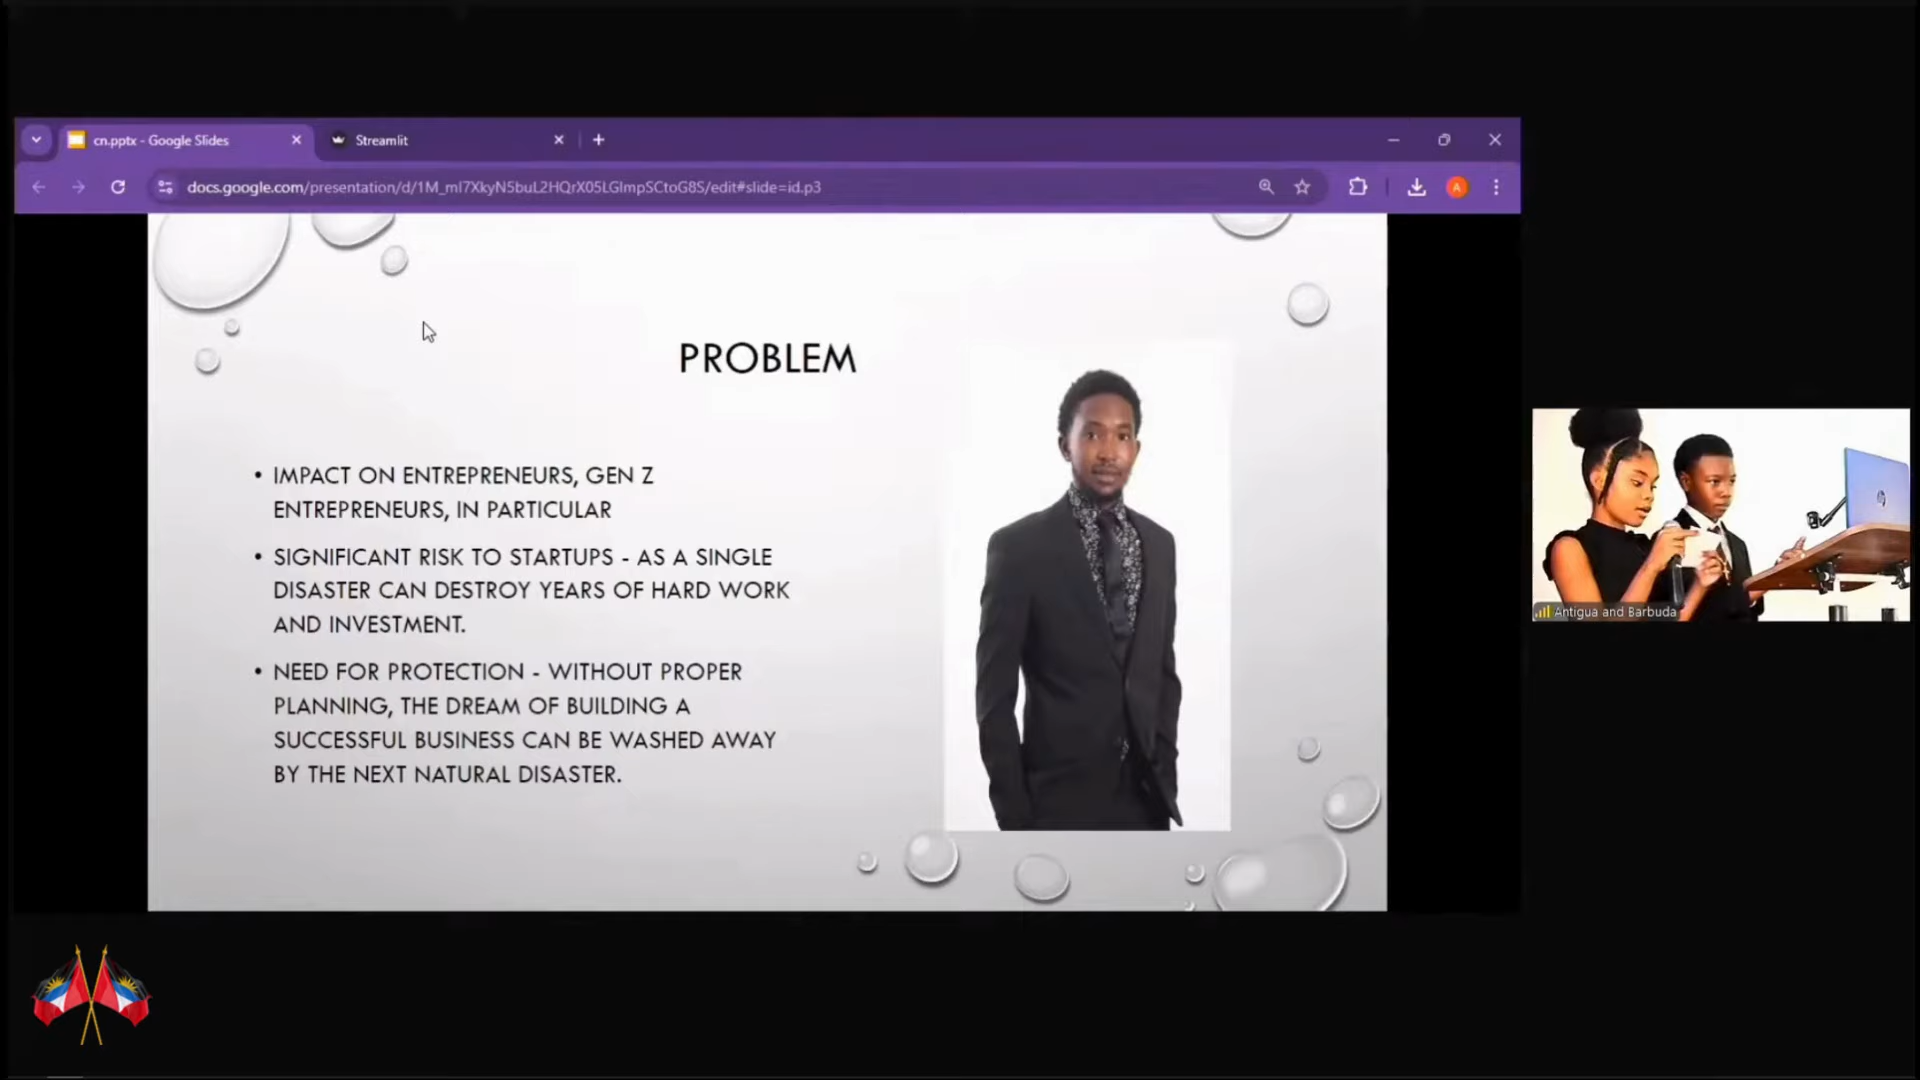 cn.pptx - Google Slides
Streamlit
docs.google.com/presentation/d/1M_ml7XkyN5buL2HQrX05LGlmpSCtoG8S/edit#slide=id.p3
A
PROBLEM
• IMPACT ON ENTREPRENEURS, GEN Z
ENTREPRENEURS, IN PARTICULAR
• SIGNIFICANT RISK TO STARTUPS - AS A SINGLE
DISASTER CAN DESTROY YEARS OF HARD WORK
AND INVESTMENT.
• NEED FOR PROTECTION - WITHOUT PROPER
PLANNING, THE DREAM OF BUILDING A
SUCCESSFUL BUSINESS CAN BE WASHED AWAY
BY THE NEXT NATURAL DISASTER.
hp
Antigua and Barbuda